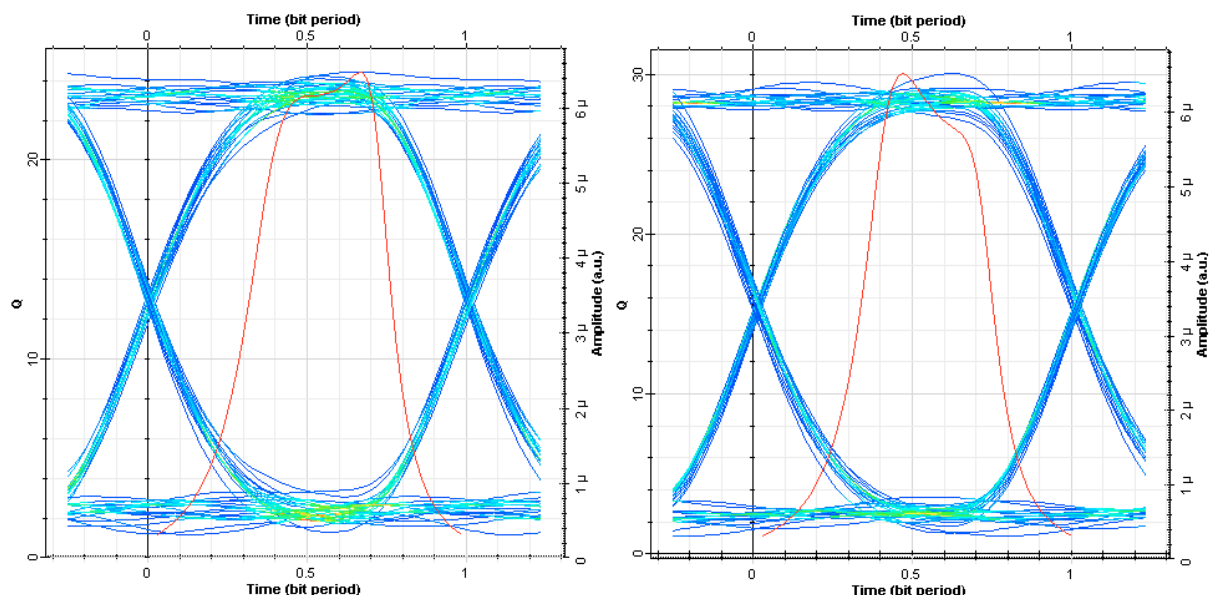 Time (bit period)
0 0.5 1
Q
0 10 20
Amplitude (a.u.)
0 1 µ 2 µ 3 µ 4 µ 5 µ 6 µ
0 0.5 1
Time (bit period)
Time (bit period)
0 0.5 1
Q
0 10 20 30
Amplitude (a.u.)
0 1 µ 2 µ 3 µ 4 µ 5 µ 6 µ
0 0.5 1
Time (bit period)